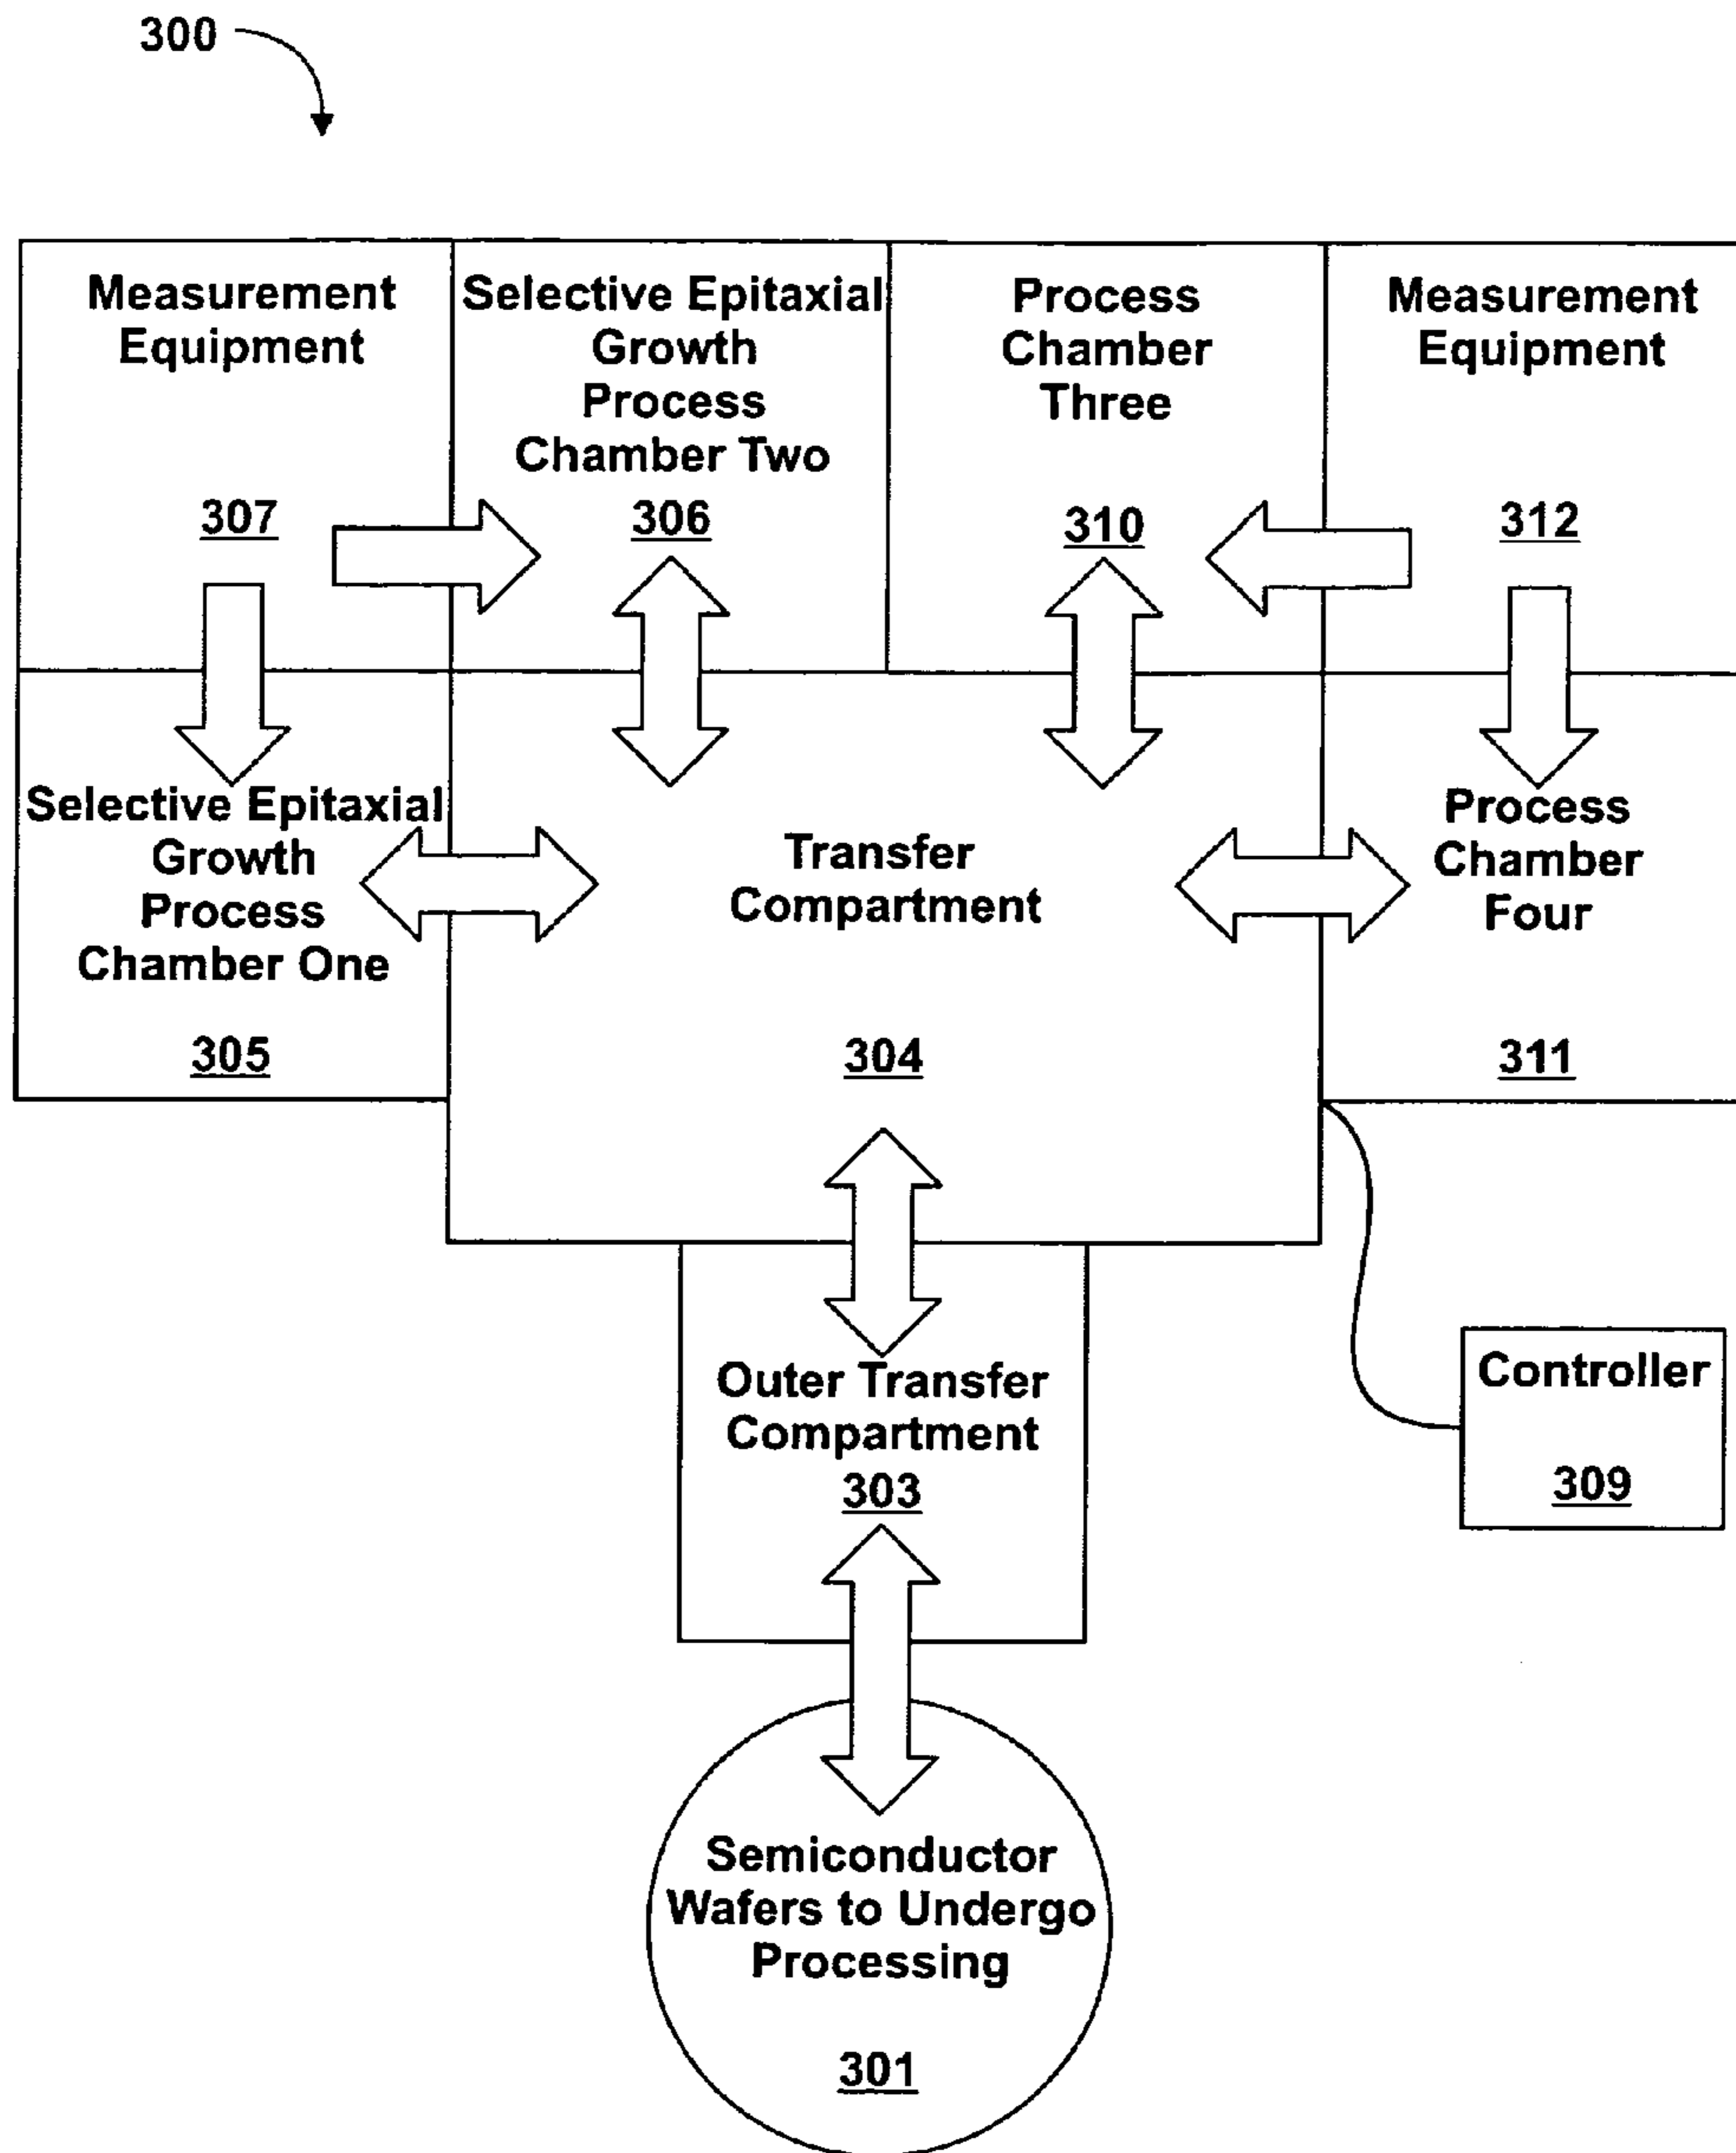 300
Measurement
Equipment
307
Selective Epitaxial
Growth
Process
Chamber Two
306
Process
Chamber
Three
310
Measurement
Equipment
312
Selective Epitaxial
Growth
Process
Chamber One
305
Transfer
Compartment
304
Process
Chamber
Four
311
Outer Transfer
Compartment
303
Controller
309
Semiconductor
Wafers to Undergo
Processing
301